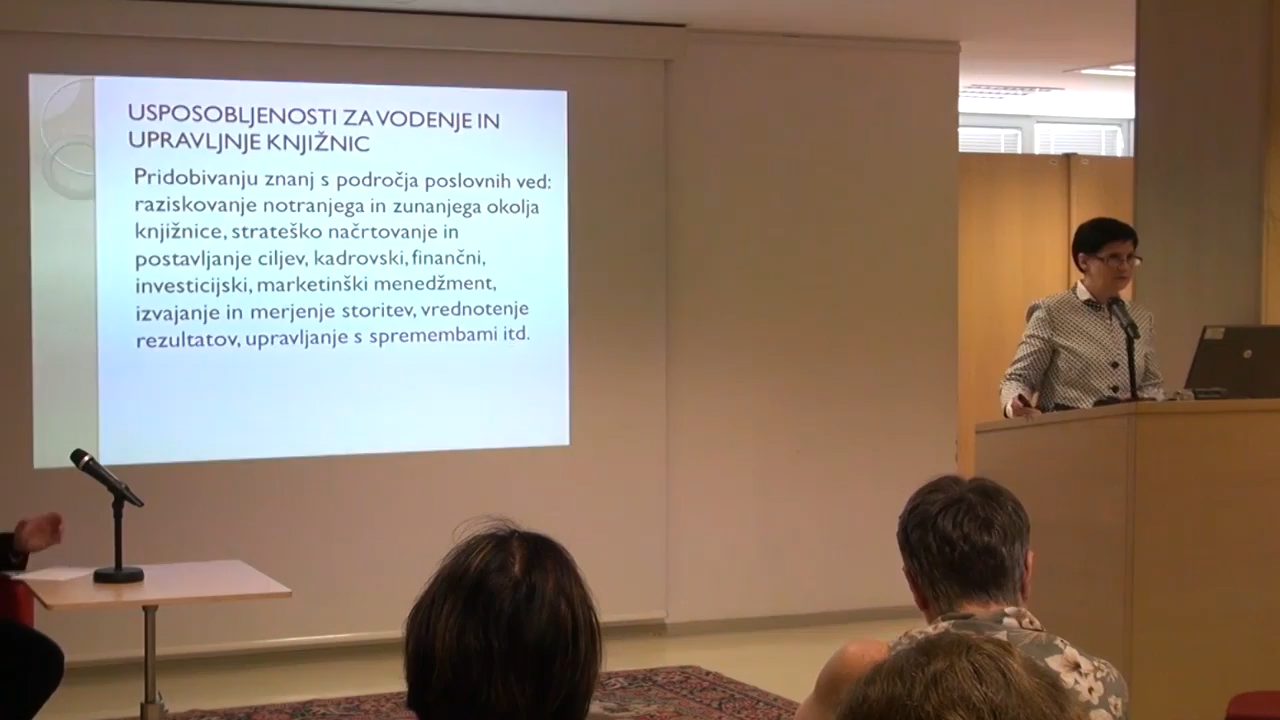 USPOSOBLJENOSTI ZA VODENJE IN
UPRAVLJNJE KNJIŽNIC
Pridobivanju znanj s področja poslovnih ved:
raziskovanje notranjega in zunanjega okolja
knjižnice, strateško načrtovanje in
postavljanje ciljev, kadrovski, finančni,
investicijski, marketinški menedžment,
izvajanje in merjenje storitev, vrednotenje
rezultatov, upravljanje s spremembami itd.